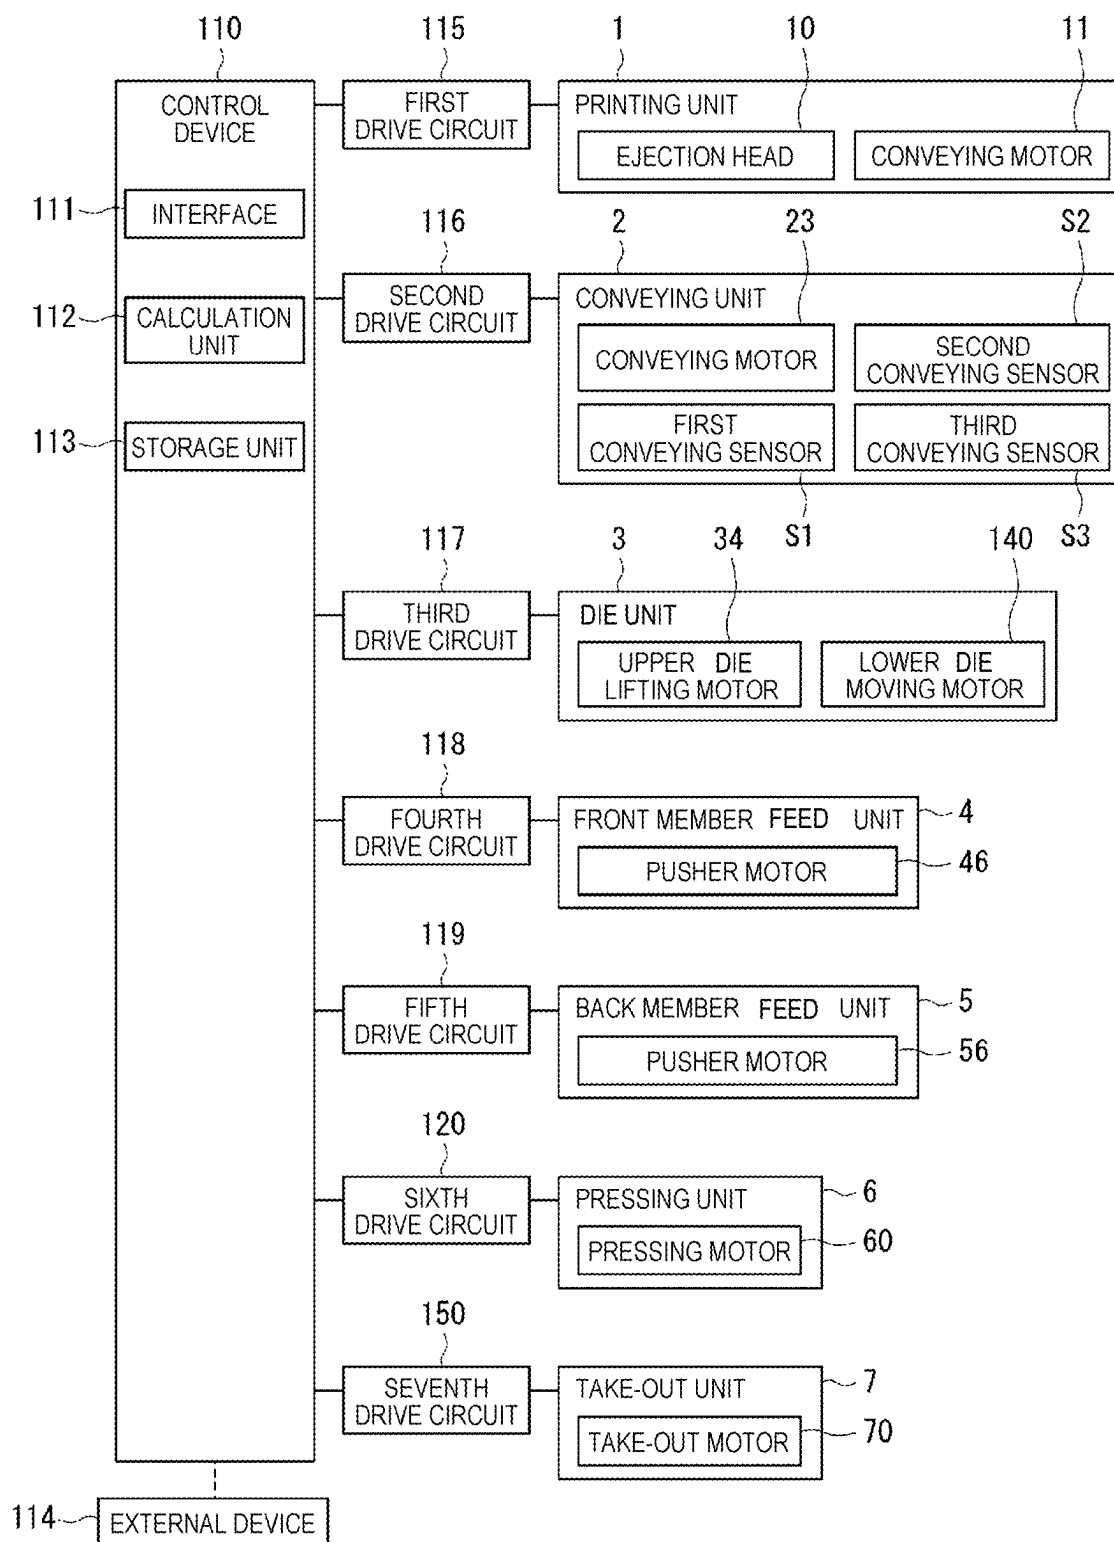 110
115
1
10
11
CONTROL
DEVICE
FIRST
DRIVE CIRCUIT
PRINTING UNIT
EJECTION HEAD
CONVEYING MOTOR
111
INTERFACE
116
2
23
S2
112
CALCULATION
UNIT
SECOND
DRIVE CIRCUIT
CONVEYING UNIT
CONVEYING MOTOR
SECOND
CONVEYING SENSOR
113
STORAGE UNIT
FIRST
CONVEYING SENSOR
THIRD
CONVEYING SENSOR
S1
S3
117
3
34
140
THIRD
DRIVE CIRCUIT
DIE UNIT
UPPER DIE
LIFTING MOTOR
LOWER DIE
MOVING MOTOR
118
FOURTH
DRIVE CIRCUIT
FRONT MEMBER FEED UNIT
4
PUSHER MOTOR
46
119
FIFTH
DRIVE CIRCUIT
BACK MEMBER FEED UNIT
5
PUSHER MOTOR
56
120
SIXTH
DRIVE CIRCUIT
PRESSING UNIT
6
PRESSING MOTOR
60
150
SEVENTH
DRIVE CIRCUIT
TAKE-OUT UNIT
7
TAKE-OUT MOTOR
70
114
EXTERNAL DEVICE